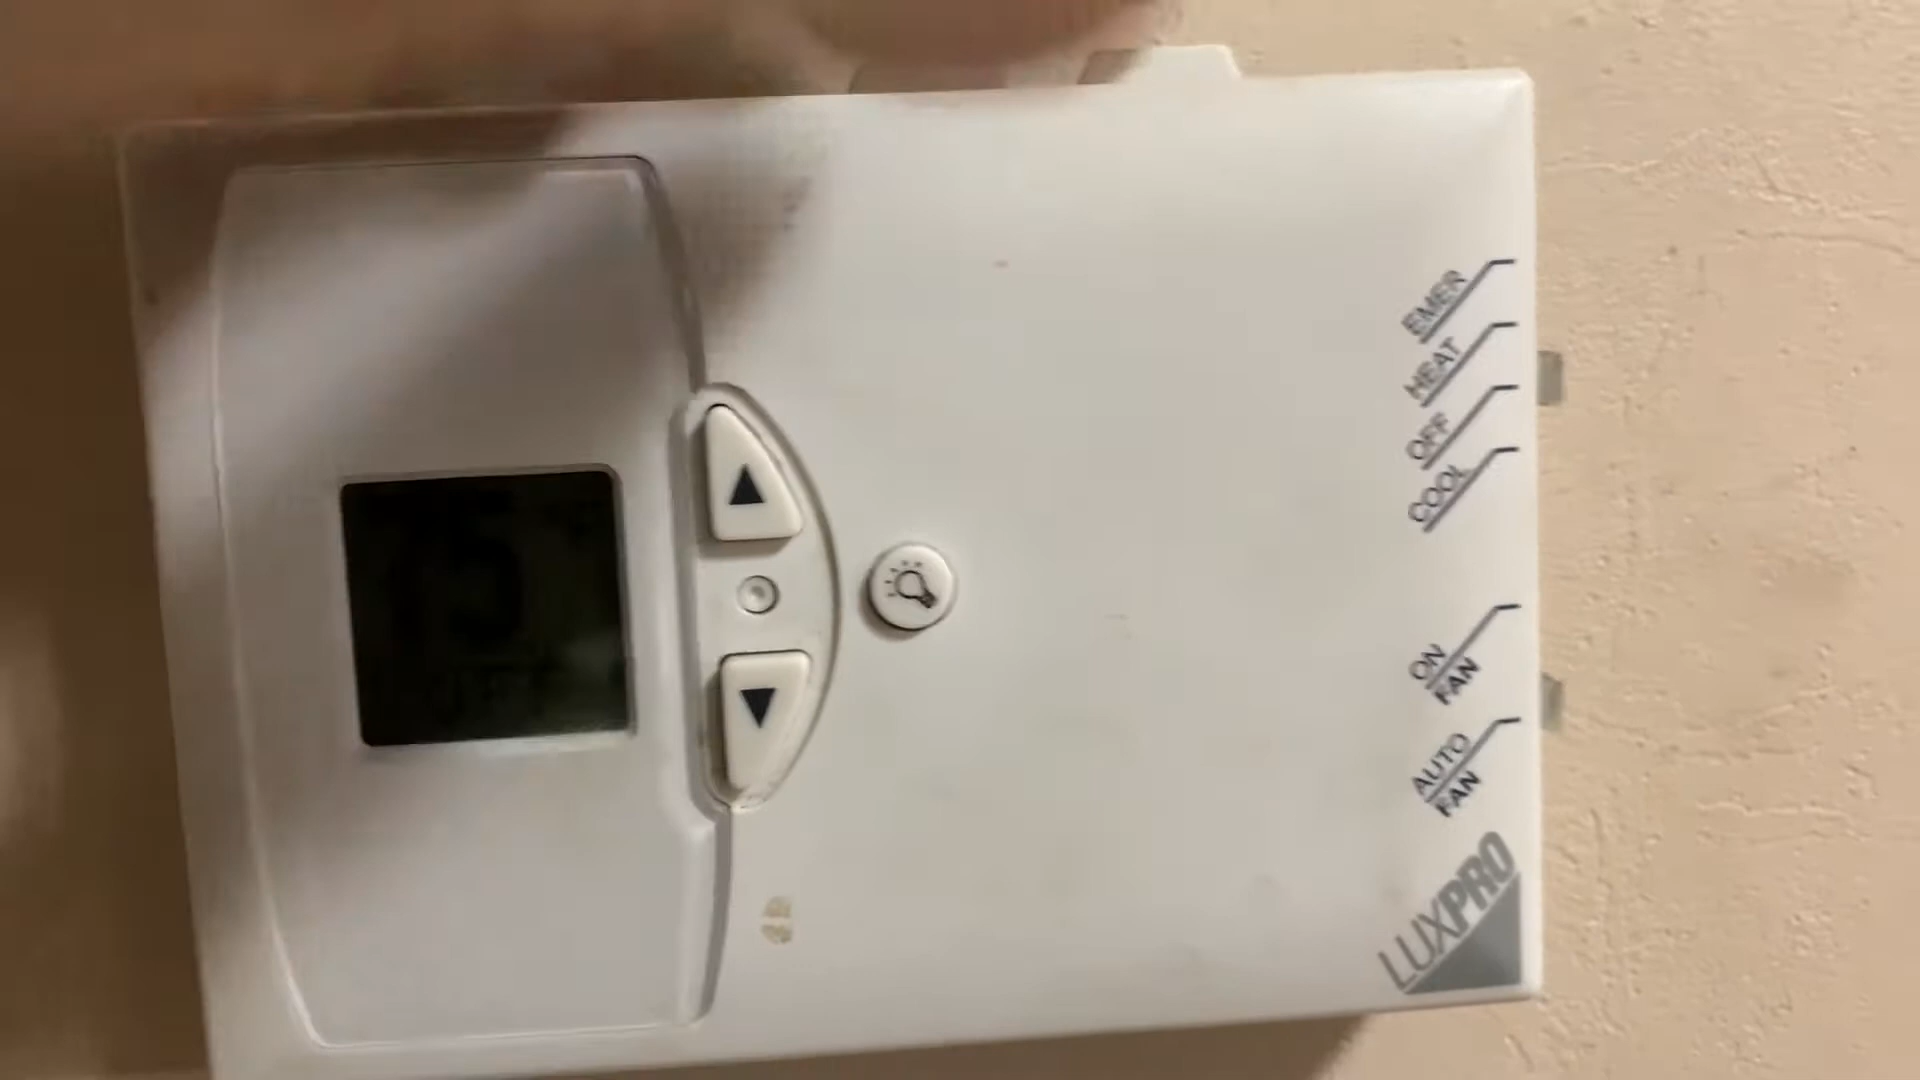 EMER
HEAT
OFF
COOL
ON
FAN
AUTO
FAN
LUXPRO